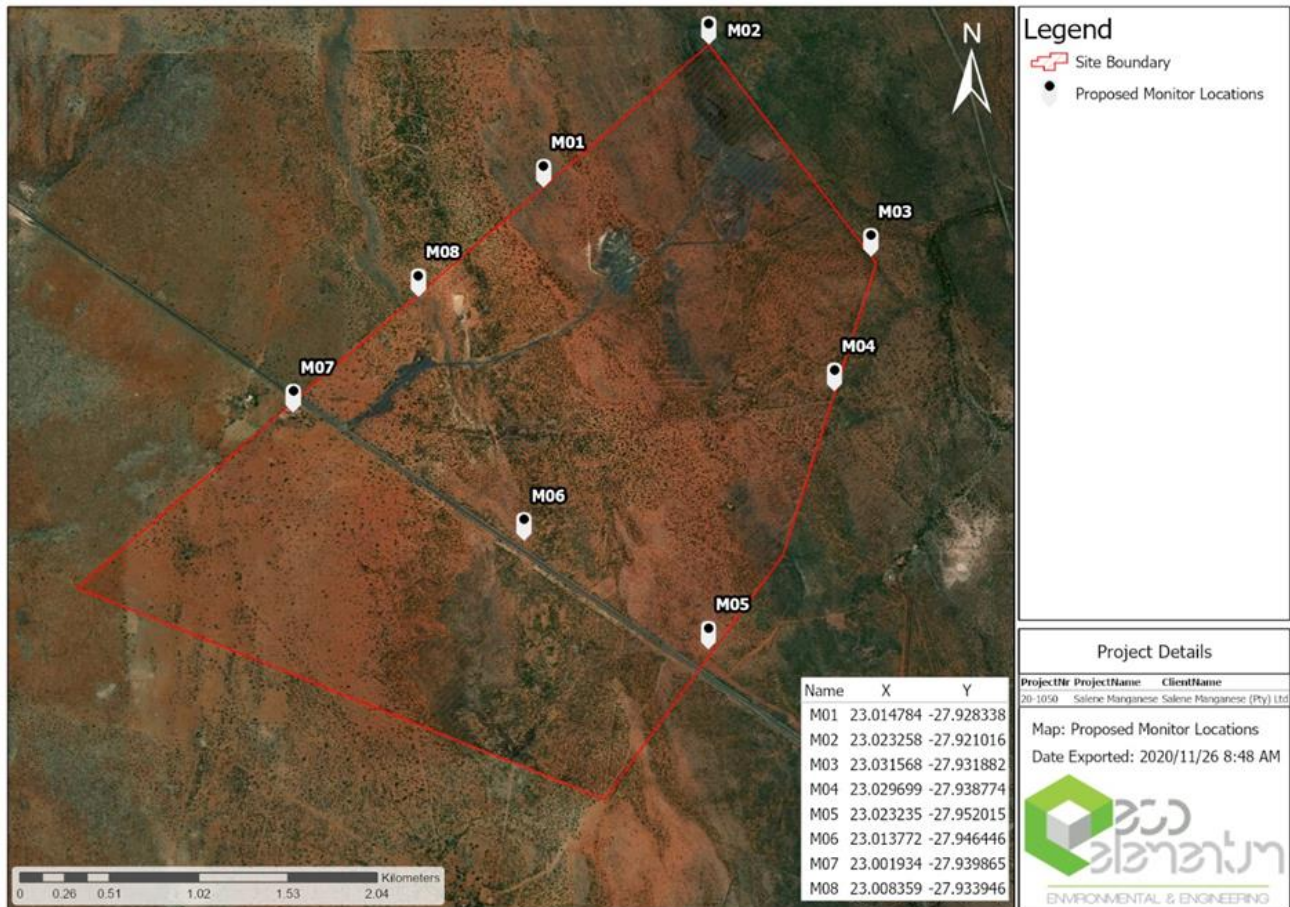 M02
N
M01
M03
M08
M04
M07
M06
M05
Name X Y
M01 23.014784 -27.928338
M02 23.023258 -27.921016
M03 23.031568 -27.931882
M04 23.029699 -27.938774
M05 23.023235 -27.952015
M06 23.013772 -27.946446
M07 23.001934 -27.939865
M08 23.008359 -27.933946
Kilometers
0 0.26 0.51 1.02 1.53 2.04
Legend
Site Boundary
Proposed Monitor Locations
Project Details
ProjectNr ProjectName ClientName
20-1050 Salene Manganese Salene Manganese (Pty) Ltd
Map: Proposed Monitor Locations
Date Exported: 2020/11/26 8:48 AM
eco
elementum
ENVIRONMENTAL & ENGINEERING